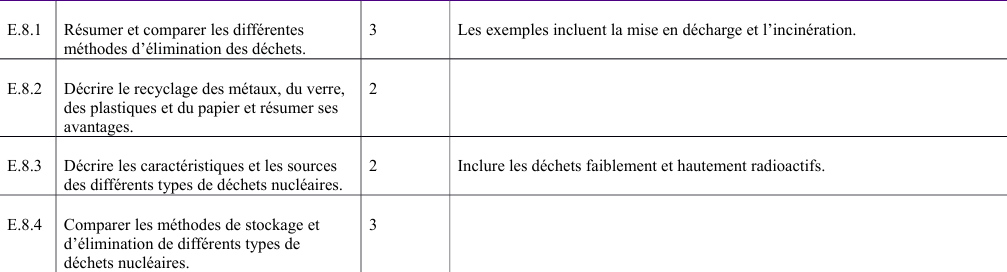 E.8.1 Résumer et comparer les différentes 3 Les exemples incluent la mise en décharge et l’incinération.
méthodes d’élimination des déchets.
E.8.2 Décrire le recyclage des métaux, du verre, 2
des plastiques et du papier et résumer ses
avantages.
E.8.3 Décrire les caractéristiques et les sources 2 Inclure les déchets faiblement et hautement radioactifs.
des différents types de déchets nucléaires.
E.8.4 Comparer les méthodes de stockage et 3
d’élimination de différents types de
déchets nucléaires.